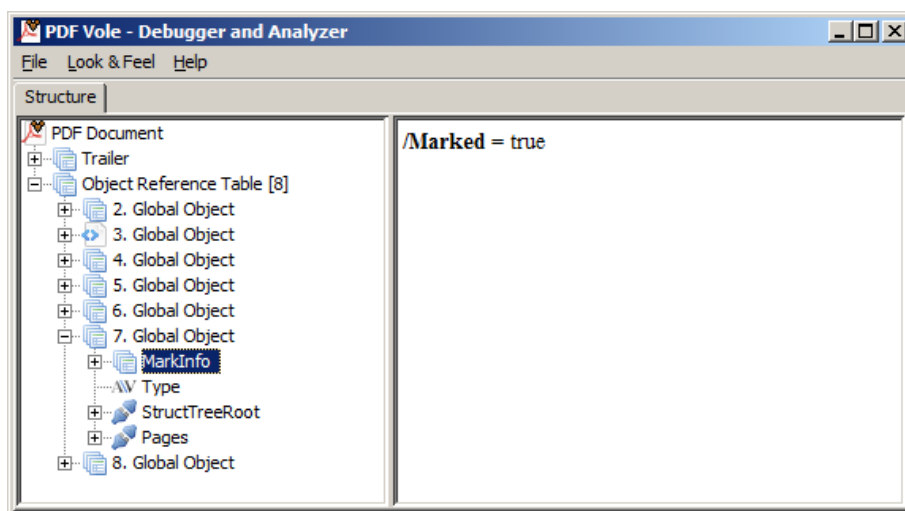 PDF Vole - Debugger and Analyzer
File Look & Feel Help
Structure
PDF Document
Trailer
Object Reference Table [8]
2. Global Object
3. Global Object
4. Global Object
5. Global Object
6. Global Object
7. Global Object
MarkInfo
Type
StructTreeRoot
Pages
8. Global Object
/Marked = true